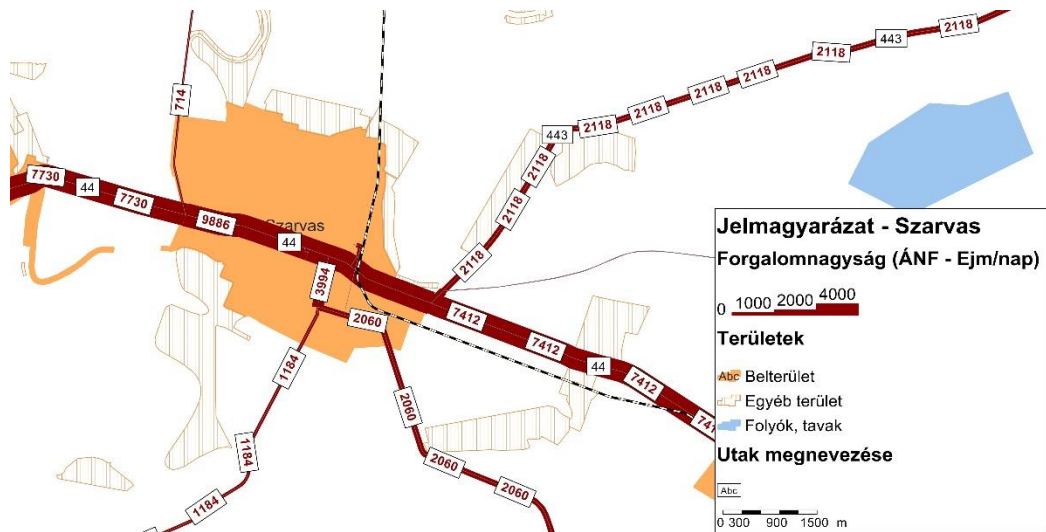 2118
443
2118
2118
2118
2118
2118
714
443
2118
7730
2118
44
7730
2118
9886
Szarvas
2118
44
2118
3994
7412
2060
7412
1184
44
7412
2060
741
1184
2060
2060
1184
Jelmagyarázat - Szarvas
Forgalomnagyság (ÁNF - Ejm/nap)
0 1000 2000 4000
Területek
Abc Belterület
Egyéb terület
Folyók, tavak
Utak megnevezése
Abc
0 300 900 1500 m